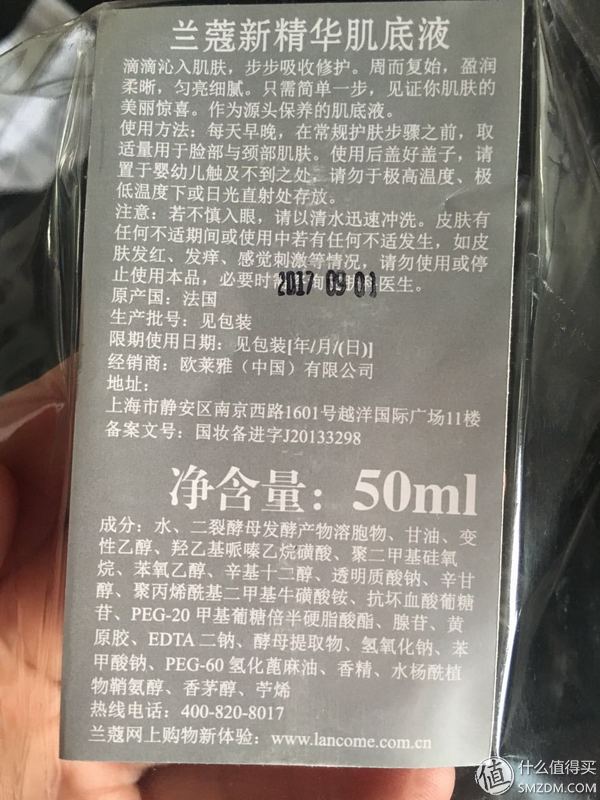 兰蔻新精华肌底液
滴滴沁入肌肤，步步吸收修护。周而复始，盈润
柔晰，匀亮细腻。只需简单一步，见证你肌肤的
美丽惊喜。作为源头保养的肌底液。
使用方法：每天早晚，在常规护肤步骤之前，取
适量用于脸部与颈部肌肤。使用后盖好盖子，请
置于婴幼儿触及不到之处，请勿于极高温度、极
低温度下或日光直射处存放。
注意：若不慎入眼，请以清水迅速冲洗。皮肤有
任何不适期间或使用中若有任何不适发生，如皮
肤发红、发痒、感觉刺激等情况，请勿使用或停
止使用本品，必要时需 询 肤 医生。
2017 09 01
原产国：法国
生产批号：见包装
限期使用日期：见包装[年/月/(日)]
经销商：欧莱雅（中国）有限公司
地址：
上海市静安区南京西路1601号越洋国际广场11楼
备案文号：国妆备进字J20133298
净含量：50ml
成分：水、二裂酵母发酵产物溶胞物、甘油、变
性乙醇、羟乙基哌嗪乙烷磺酸、聚二甲基硅氧
烷、苯氧乙醇、辛基十二醇、透明质酸钠、辛甘
醇、聚丙烯酰基二甲基牛磺酸铵、抗坏血酸葡糖
苷、PEG-20 甲基葡糖倍半硬脂酸酯、腺苷、黄
原胶、EDTA 二钠、酵母提取物、氢氧化钠、苯
甲酸钠、PEG-60 氢化蓖麻油、香精、水杨酰植
物鞘氨醇、香茅醇、苧烯
热线电话：400-820-8017
兰蔻网上购物新体验：www.lancome.com.cn
值 什么值得买
SMZDM.COM